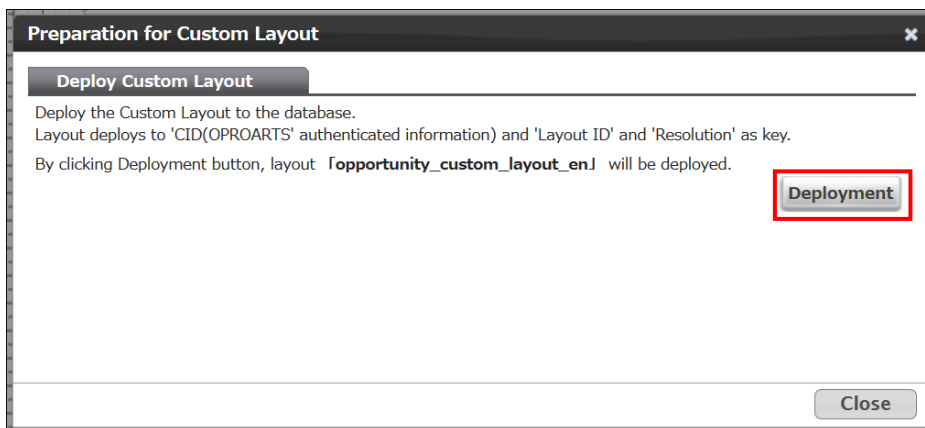 Preparation for Custom Layout
Deploy Custom Layout
Deploy the Custom Layout to the database.
Layout deploys to 'CID(OPROARTS' authenticated information) and 'Layout ID' and 'Resolution' as key.
By clicking Deployment button, layout 「opportunity_custom_layout_en」 will be deployed.
Deployment
Close